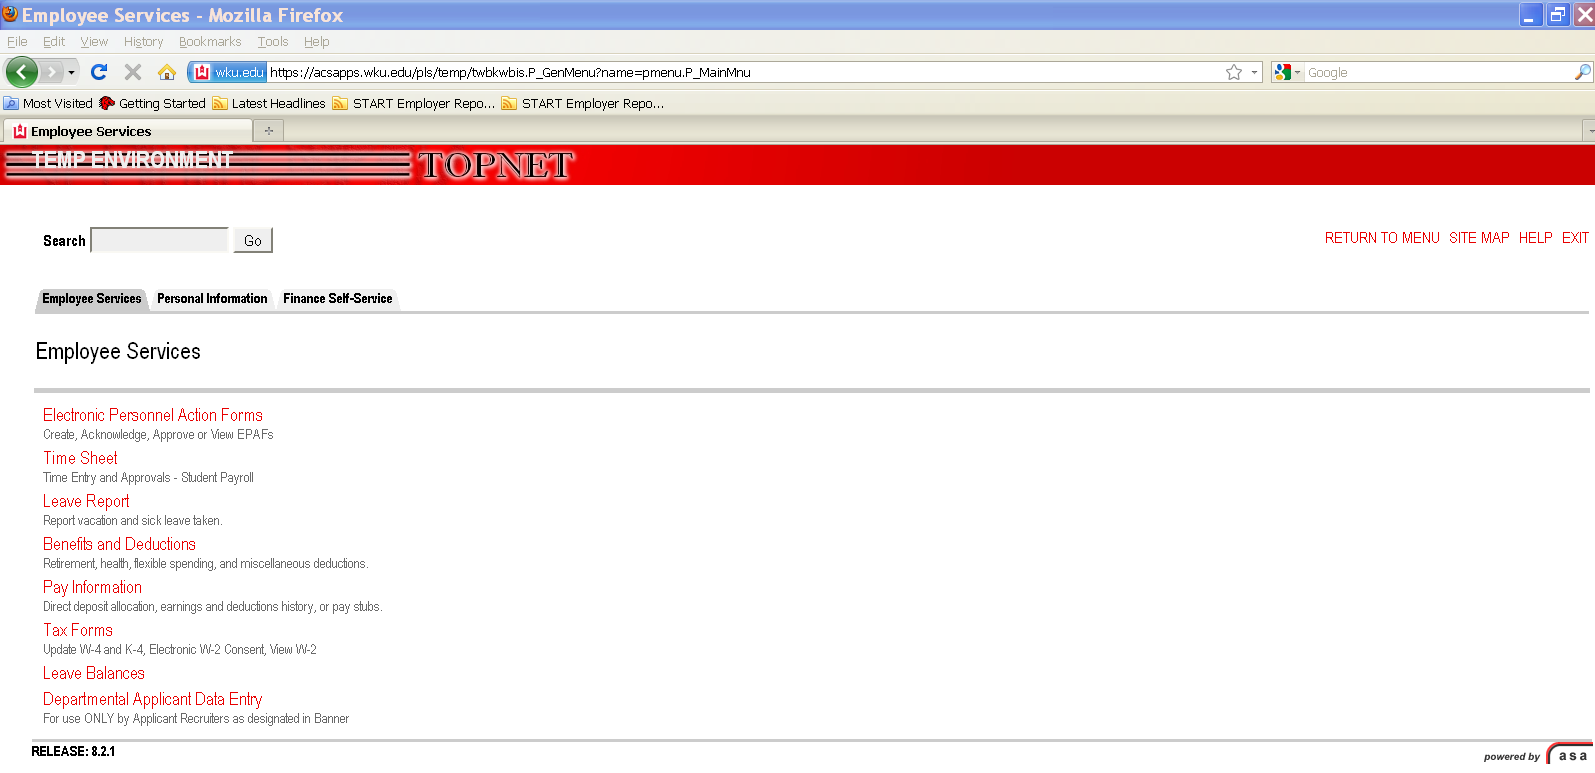 Employee Services - Mozilla Firefox
File Edit View History Bookmarks Tools Help
wku.edu https://acsapps.wku.edu/pls/temp/twbkwbis.P_GenMenu?name=pmenu.P_MainMnu Google
Most Visited Getting Started Latest Headlines START Employer Repo... START Employer Repo...
Employee Services
TEMP ENVIRONMENT TOPNET
Search Go RETURN TO MENU SITE MAP HELP EXIT
Employee Services Personal Information Finance Self-Service
Employee Services
Electronic Personnel Action Forms
Create, Acknowledge, Approve or View EPAFs
Time Sheet
Time Entry and Approvals - Student Payroll
Leave Report
Report vacation and sick leave taken.
Benefits and Deductions
Retirement, health, flexible spending, and miscellaneous deductions.
Pay Information
Direct deposit allocation, earnings and deductions history, or pay stubs.
Tax Forms
Update W-4 and K-4, Electronic W-2 Consent, View W-2
Leave Balances
Departmental Applicant Data Entry
For use ONLY by Applicant Recruiters as designated in Banner
RELEASE: 8.2.1
powered by asa